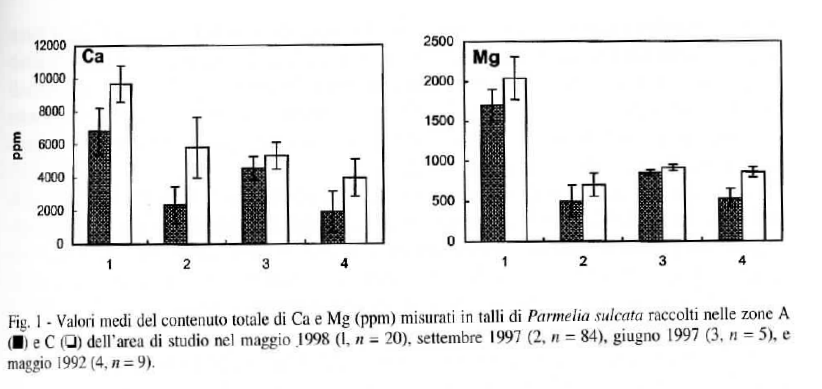 Ca
12000
10000
8000
6000
4000
2000
0
ppm
1 2 3 4
Mg
2500
2000
1500
1000
500
0
1 2 3 4
Fig. 1 - Valori medi del contenuto totale di Ca e Mg (ppm) misurati in talli di Parmelia sulcata raccolti nelle zone A
(■) e C (❑) dell'area di studio nel maggio 1998 (1, n = 20), settembre 1997 (2, n = 84), giugno 1997 (3, n = 5), e
maggio 1992 (4, n = 9).